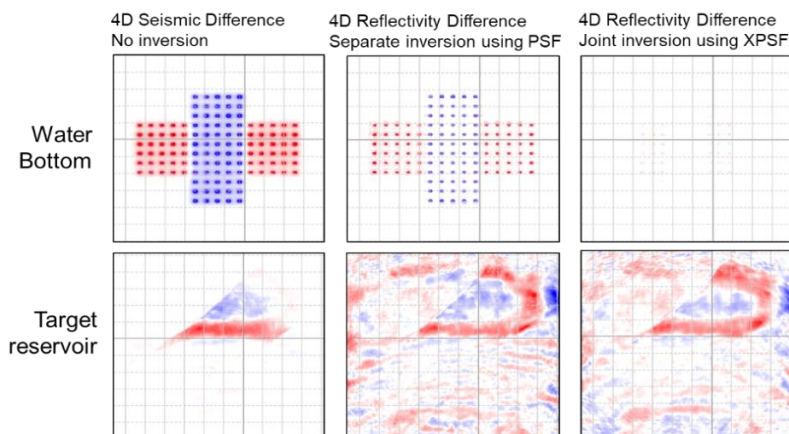 4D Seismic Difference
No inversion
4D Reflectivity Difference
Separate inversion using PSF
4D Reflectivity Difference
Joint inversion using XPSF
Water
Bottom
Target
reservoir